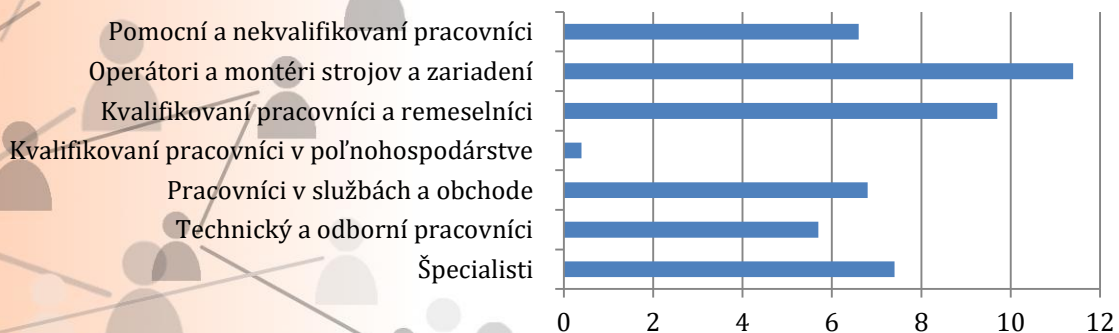 Pomocní a nekvalifikovaní pracovníci
Operátori a montéri strojov a zariadení
Kvalifikovaní pracovníci a remeselníci
Kvalifikovaní pracovníci v poľnohospodárstve
Pracovníci v službách a obchode
Technický a odborní pracovníci
Špecialisti
0 2 4 6 8 10 12